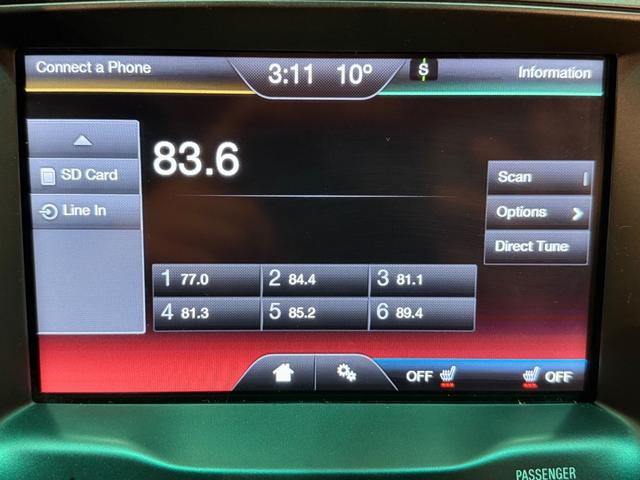 Connect a Phone
3:11 10°
S
Information
SD Card
Line In
83.6
Scan
Options
Direct Tune
1 77.0 2 84.4 3 81.1
4 81.3 5 85.2 6 89.4
OFF OFF
PASSENGER